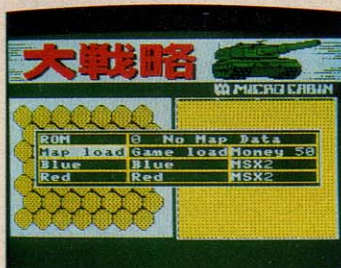 大戦略
MICRO CABIN
ROM 0 No Map Data
Map load Game load Money 50
Blue Blue MSX2
Red Red MSX2